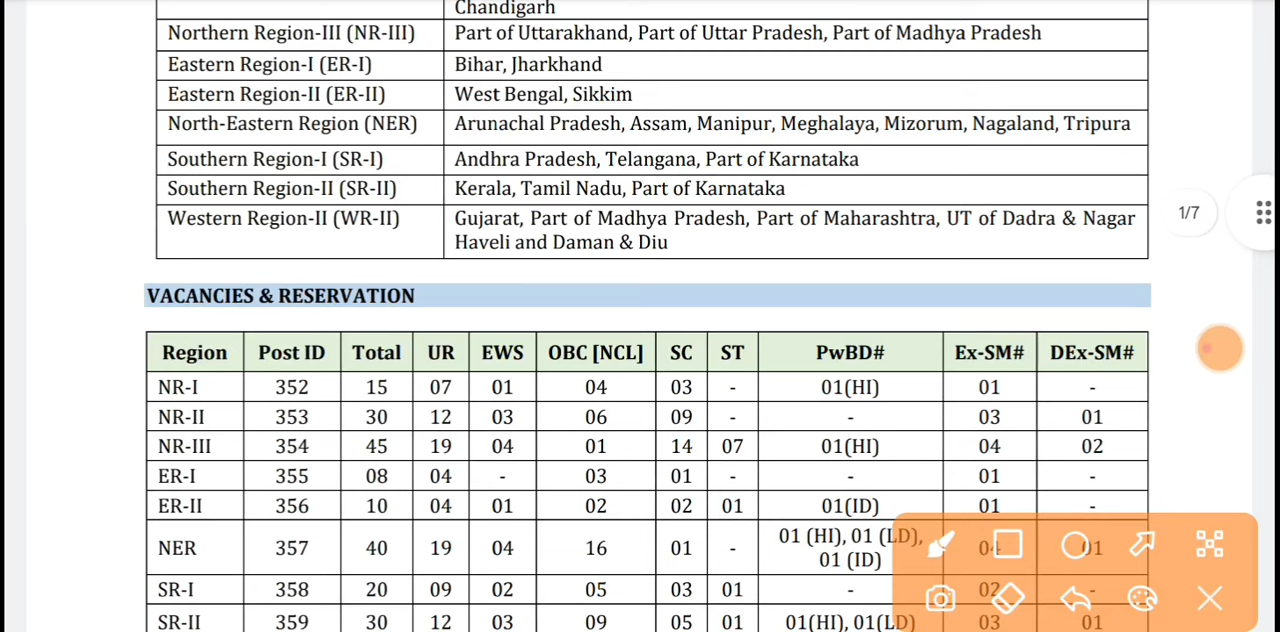 Chandigarh
Northern Region-III (NR-III) Part of Uttarakhand, Part of Uttar Pradesh, Part of Madhya Pradesh
Eastern Region-I (ER-I) Bihar, Jharkhand
Eastern Region-II (ER-II) West Bengal, Sikkim
North-Eastern Region (NER) Arunachal Pradesh, Assam, Manipur, Meghalaya, Mizorum, Nagaland, Tripura
Southern Region-I (SR-I) Andhra Pradesh, Telangana, Part of Karnataka
Southern Region-II (SR-II) Kerala, Tamil Nadu, Part of Karnataka
Western Region-II (WR-II) Gujarat, Part of Madhya Pradesh, Part of Maharashtra, UT of Dadra & Nagar
Haveli and Daman & Diu
1/7
VACANCIES & RESERVATION
Region Post ID Total UR EWS OBC [NCL] SC ST PwBD# Ex-SM# DEx-SM#
NR-I 352 15 07 01 04 03 - 01(HI) 01 -
NR-II 353 30 12 03 06 09 - - 03 01
NR-III 354 45 19 04 01 14 07 01(HI) 04 02
ER-I 355 08 04 - 03 01 - - 01 -
ER-II 356 10 04 01 02 02 01 01(ID) 01 -
NER 357 40 19 04 16 01 - 01 (HI), 01 (LD), 01 (ID) 04 01
SR-I 358 20 09 02 05 03 01 - 02 -
SR-II 359 30 12 03 09 05 01 01(HI), 01(LD) 03 01